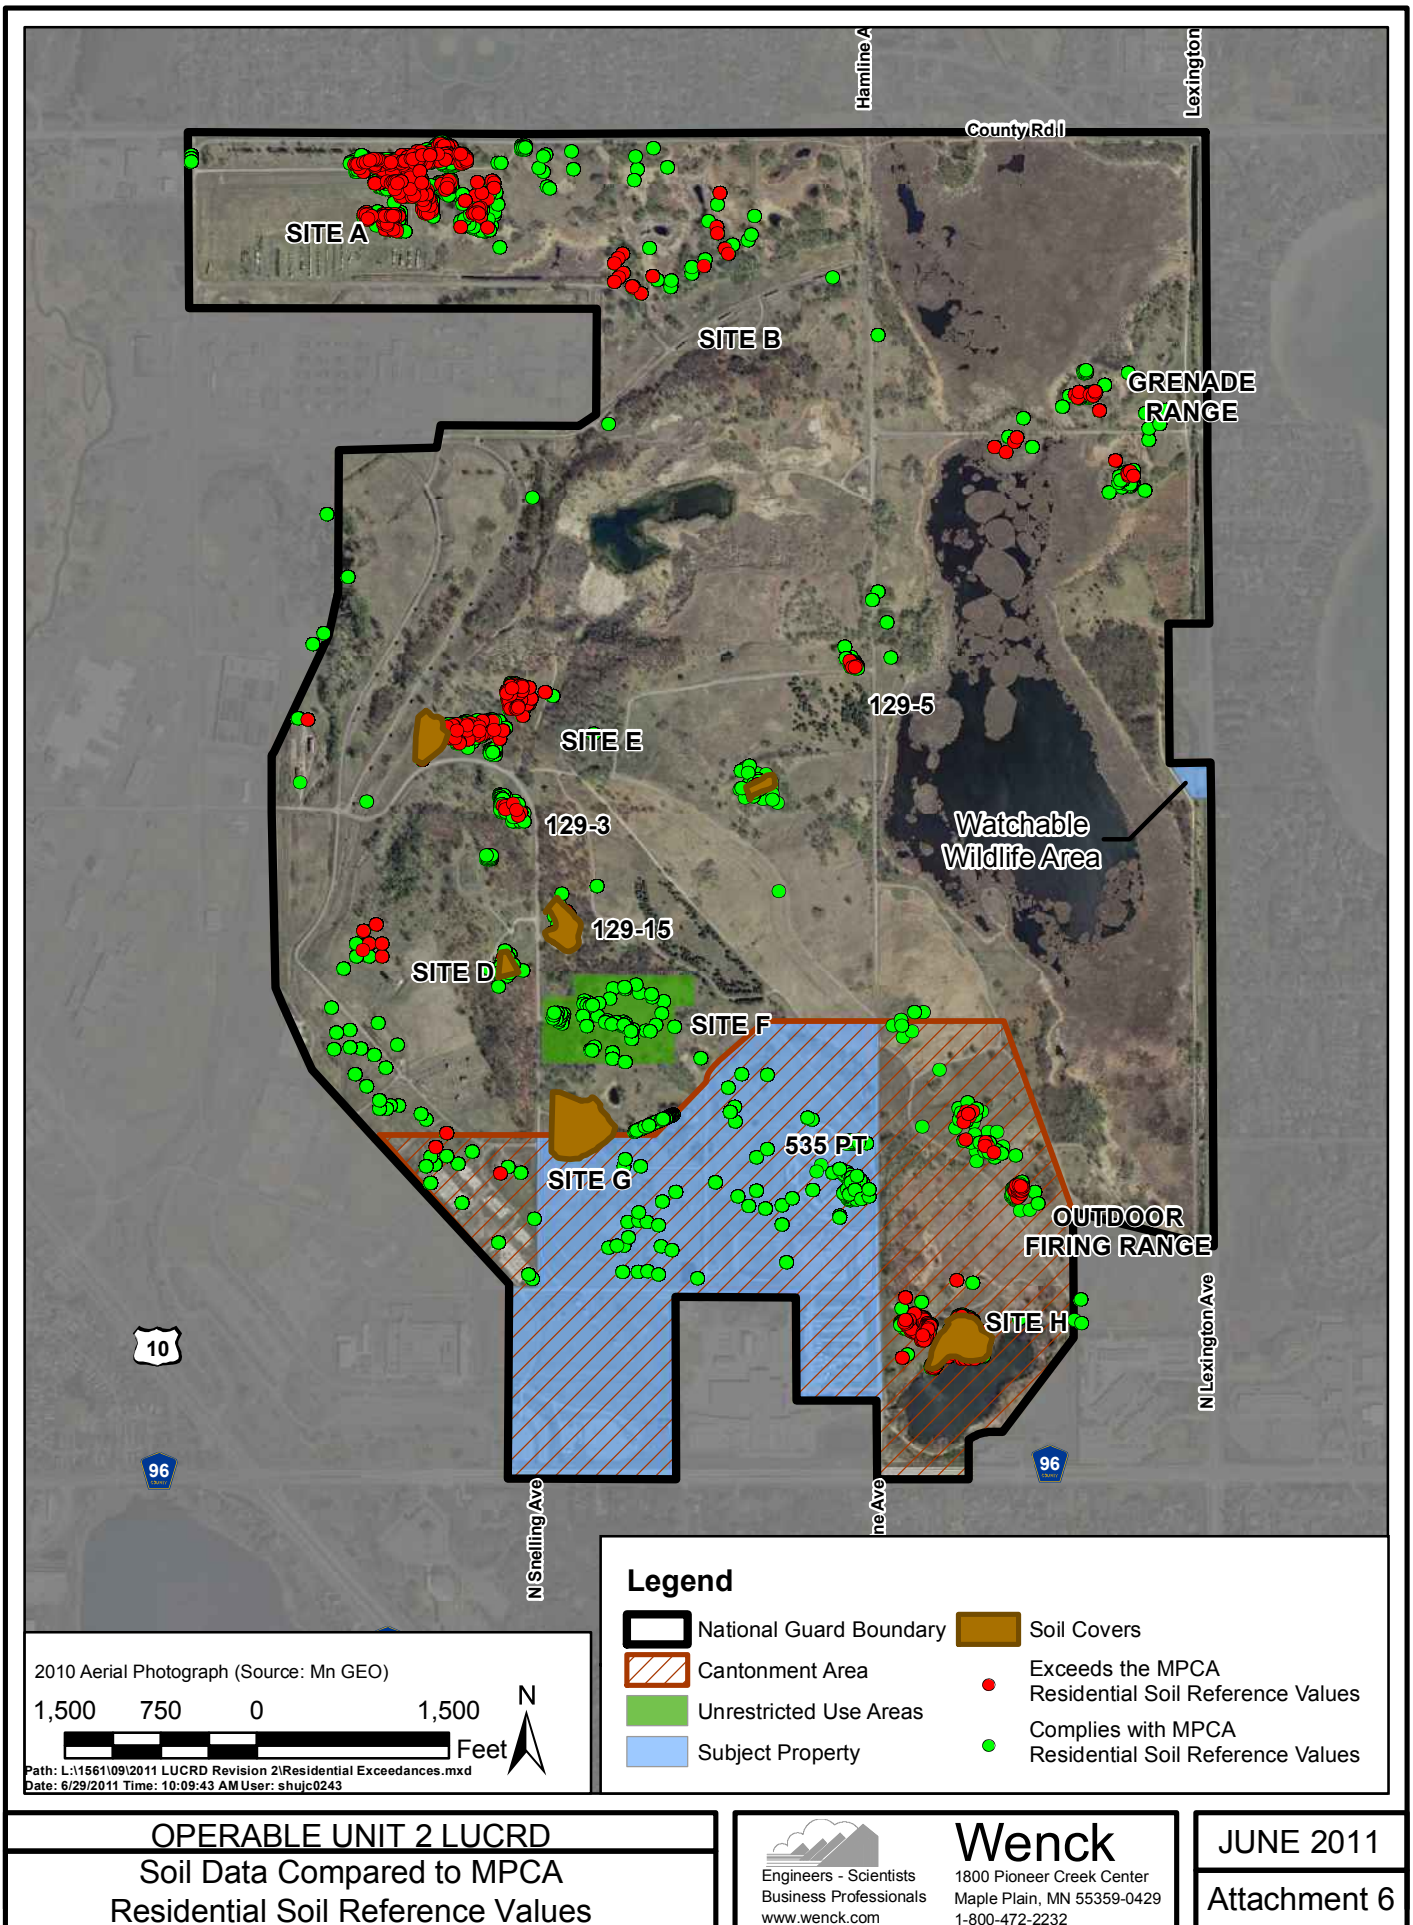 Hamline A
Lexington
County Rd I
SITE A
SITE B
GRENADE
RANGE
129-5
SITE E
Watchable
Wildlife Area
129-3
129-15
SITE D
SITE F
535 PT
SITE G
OUTDOOR
FIRING RANGE
SITE H
10
N Lexington Ave
96
COUNTY
96
COUNTY
N Snelling Ave
ne Ave
Legend
National Guard Boundary
Cantonment Area
Unrestricted Use Areas
Subject Property
Soil Covers
Exceeds the MPCA
Residential Soil Reference Values
Complies with MPCA
Residential Soil Reference Values
2010 Aerial Photograph (Source: Mn GEO)
1,500 750 0 1,500
Feet
N
Path: L:\1561\09\2011 LUCRD Revision 2\Residential Exceedances.mxd
Date: 6/29/2011 Time: 10:09:43 AM User: shujc0243
OPERABLE UNIT 2 LUCRD
Soil Data Compared to MPCA
Residential Soil Reference Values
Engineers - Scientists
Business Professionals
www.wenck.com
Wenck
1800 Pioneer Creek Center
Maple Plain, MN 55359-0429
1-800-472-2232
JUNE 2011
Attachment 6